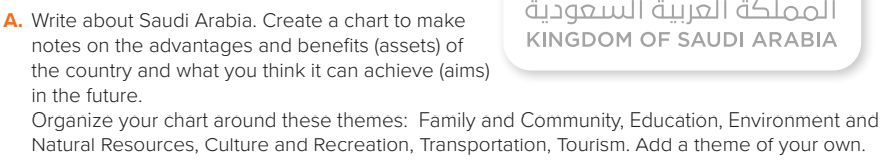 A. Write about Saudi Arabia. Create a chart to make
notes on the advantages and benefits (assets) of
the country and what you think it can achieve (aims)
in the future.
Organize your chart around these themes:  Family and Community, Education, Environment and
Natural Resources, Culture and Recreation, Transportation, Tourism. Add a theme of your own.
المملكة العربية السعودية
KINGDOM OF SAUDI ARABIA